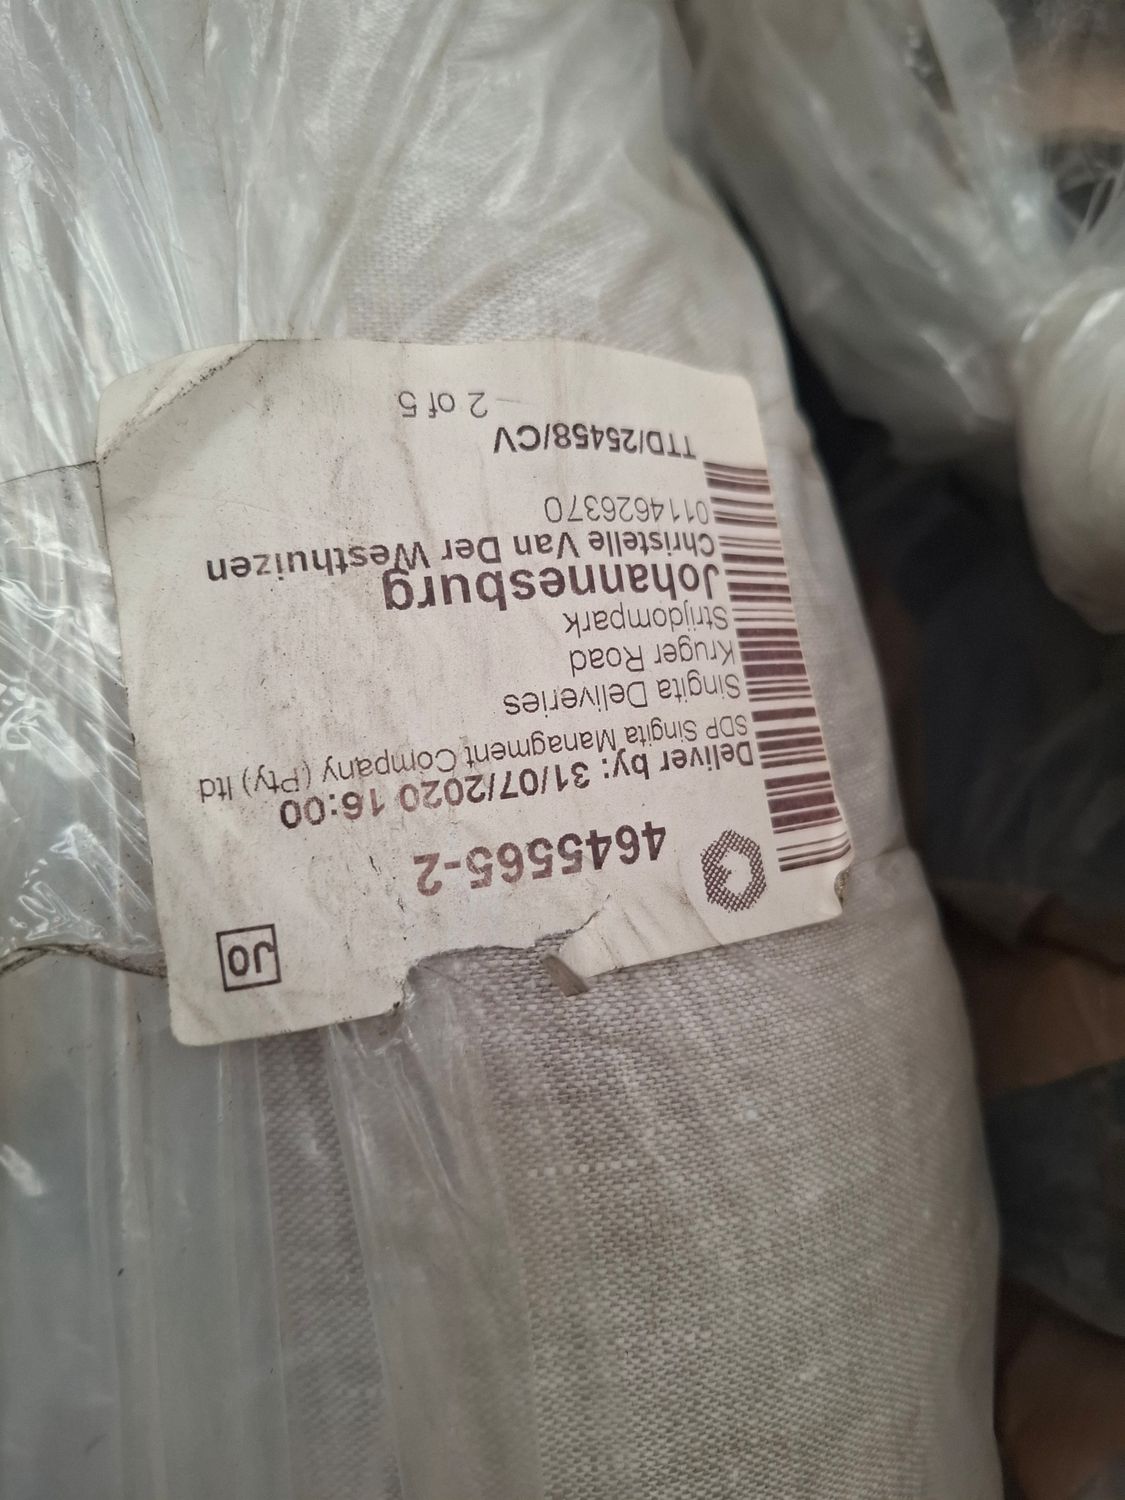 JO
4645565-2
Deliver by: 31/07/2020 16:00
SDP Singita Managment Company (Pty) ltd
Singita Deliveries
Kruger Road
Strijdompark
Johannesburg
Christelle Van Der Westhuizen
0114626370
TTD/25458/CV
2 of 5